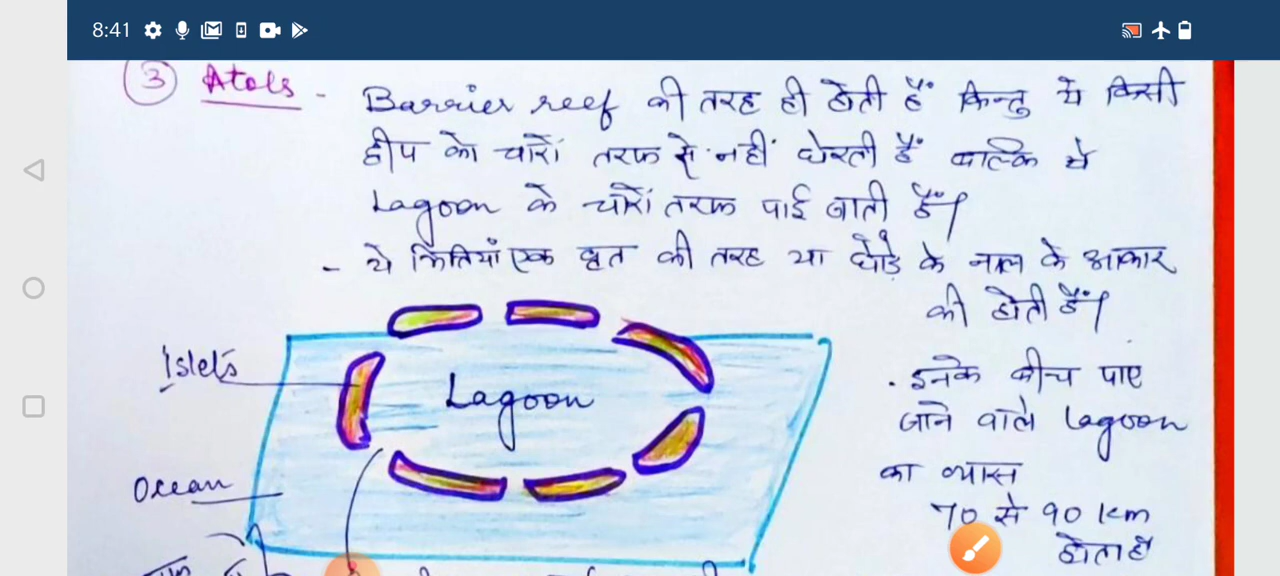 8:41
③ Atols - Barrier reef की तरह ही होती हैं किन्तु ये किसी
द्वीप को चारों तरफ से नहीं घेरती हैं बल्कि ये
Lagoon के चारों तरफ पाई जाती हैं।
- ये भित्तियां एक वृत की तरह या घोड़े के नाल के आकार
की होती हैं।
Islets
Lagoon
. इनके बीच पाए
जाने वाले Lagoon
का व्यास
70 से 90 km
होता है
Ocean